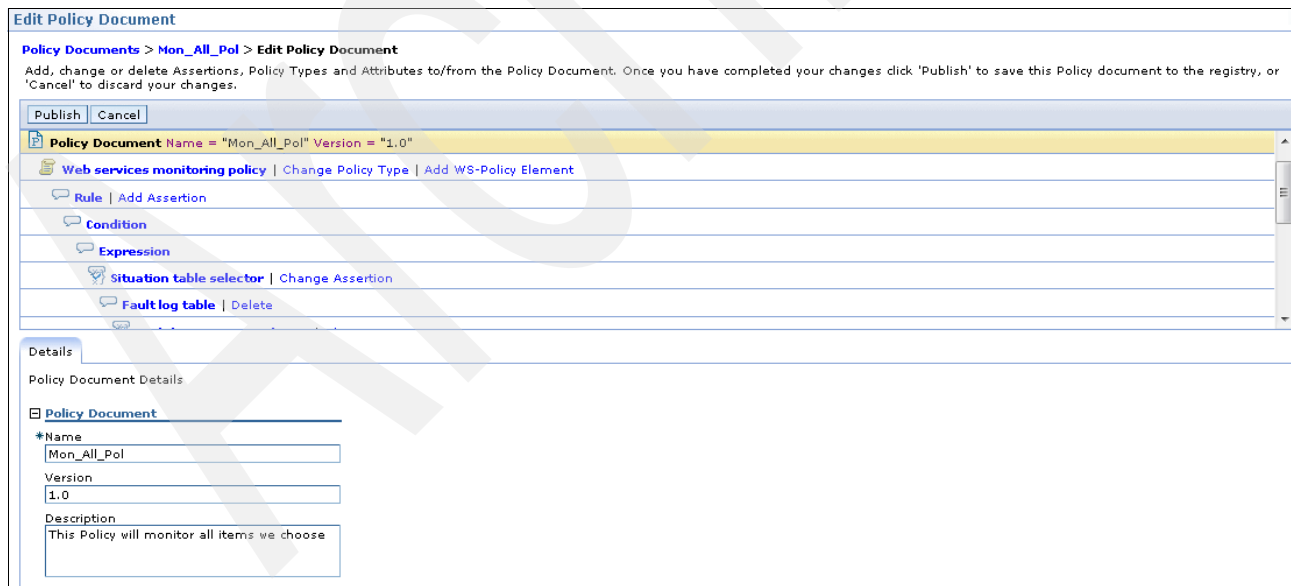 Edit Policy Document
Policy Documents > Mon_All_Pol > Edit Policy Document
Add, change or delete Assertions, Policy Types and Attributes to/from the Policy Document. Once you have completed your changes click 'Publish' to save this Policy document to the registry, or
'Cancel' to discard your changes.
Publish Cancel
Policy Document Name = "Mon_All_Pol" Version = "1.0"
Web services monitoring policy | Change Policy Type | Add WS-Policy Element
Rule | Add Assertion
Condition
Expression
Situation table selector | Change Assertion
Fault log table | Delete
Details
Policy Document Details
Policy Document
*Name
Mon_All_Pol
Version
1.0
Description
This Policy will monitor all items we choose